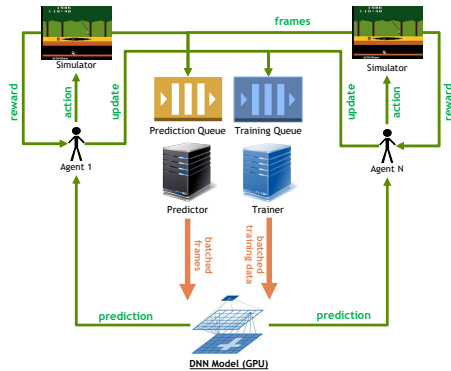 frames
Simulator
Simulator
reward
action
update
Prediction Queue
Training Queue
update
action
reward
Agent 1
Agent N
Predictor
Trainer
batched
frames
batched
training data
prediction
prediction
DNN Model (GPU)